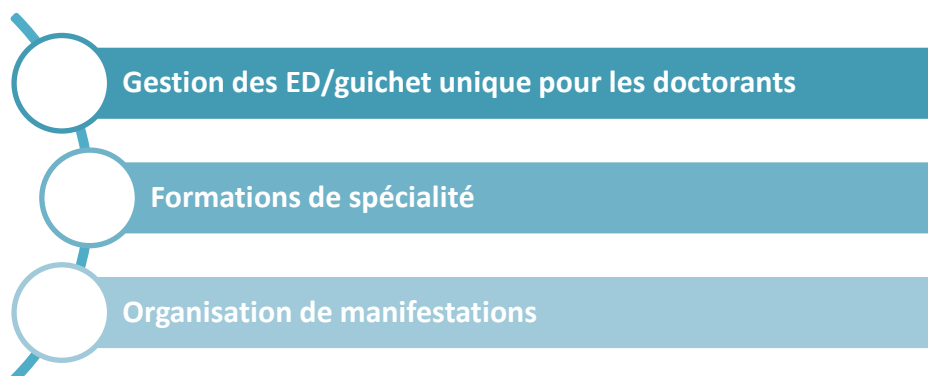 Gestion des ED/guichet unique pour les doctorants
Formations de spécialité
Organisation de manifestations